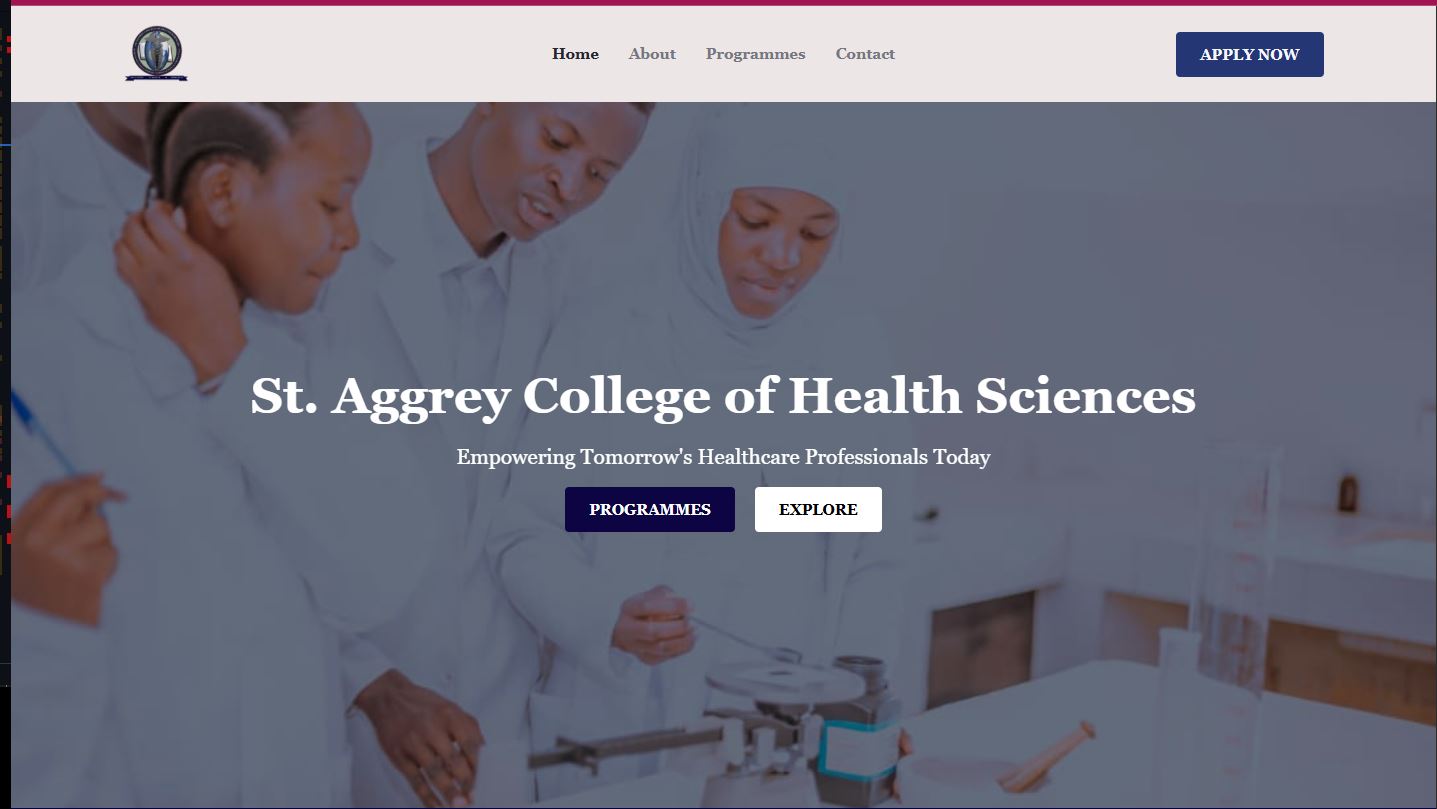 Home About Programmes Contact APPLY NOW
St. Aggrey College of Health Sciences
Empowering Tomorrow's Healthcare Professionals Today
PROGRAMMES EXPLORE